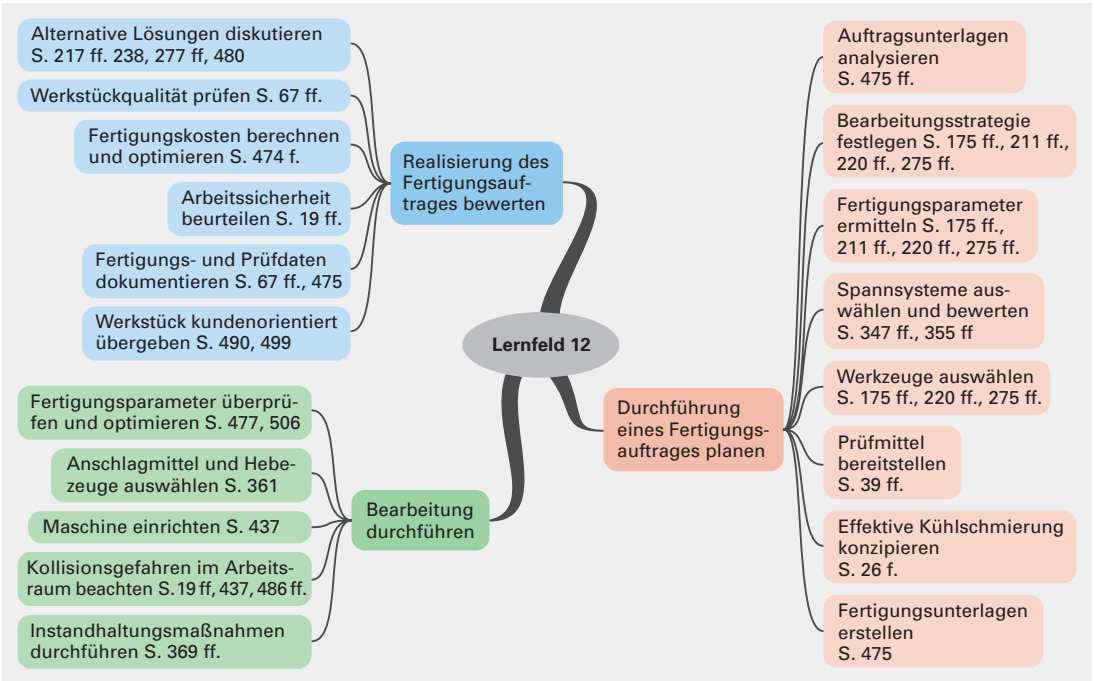 Alternative Lösungen diskutieren
S. 217 ff. 238, 277 ff, 480
Werkstückqualität prüfen S. 67 ff.
Fertigungskosten berechnen
und optimieren S. 474 f.
Arbeitssicherheit
beurteilen S. 19 ff.
Fertigungs- und Prüfdaten
dokumentieren S. 67 ff., 475
Werkstück kundenorientiert
übergeben S. 490, 499
Realisierung des
Fertigungsauf-
trages bewerten
Lernfeld 12
Fertigungsparameter überprü-
fen und optimieren S. 477, 506
Anschlagmittel und Hebe-
zeuge auswählen S. 361
Maschine einrichten S. 437
Kollisionsgefahren im Arbeits-
raum beachten S. 19 ff, 437, 486 ff.
Instandhaltungsmaßnahmen
durchführen S. 369 ff.
Bearbeitung
durchführen
Durchführung
eines Fertigungs-
auftrages planen
Auftragsunterlagen
analysieren
S. 475 ff.
Bearbeitungsstrategie
festlegen S. 175 ff., 211 ff.,
220 ff., 275 ff.
Fertigungsparameter
ermitteln S. 175 ff.,
211 ff., 220 ff., 275 ff.
Spannsysteme aus-
wählen und bewerten
S. 347 ff., 355 ff
Werkzeuge auswählen
S. 175 ff., 220 ff., 275 ff.
Prüfmittel
bereitstellen
S. 39 ff.
Effektive Kühlschmierung
konzipieren
S. 26 f.
Fertigungsunterlagen
erstellen
S. 475